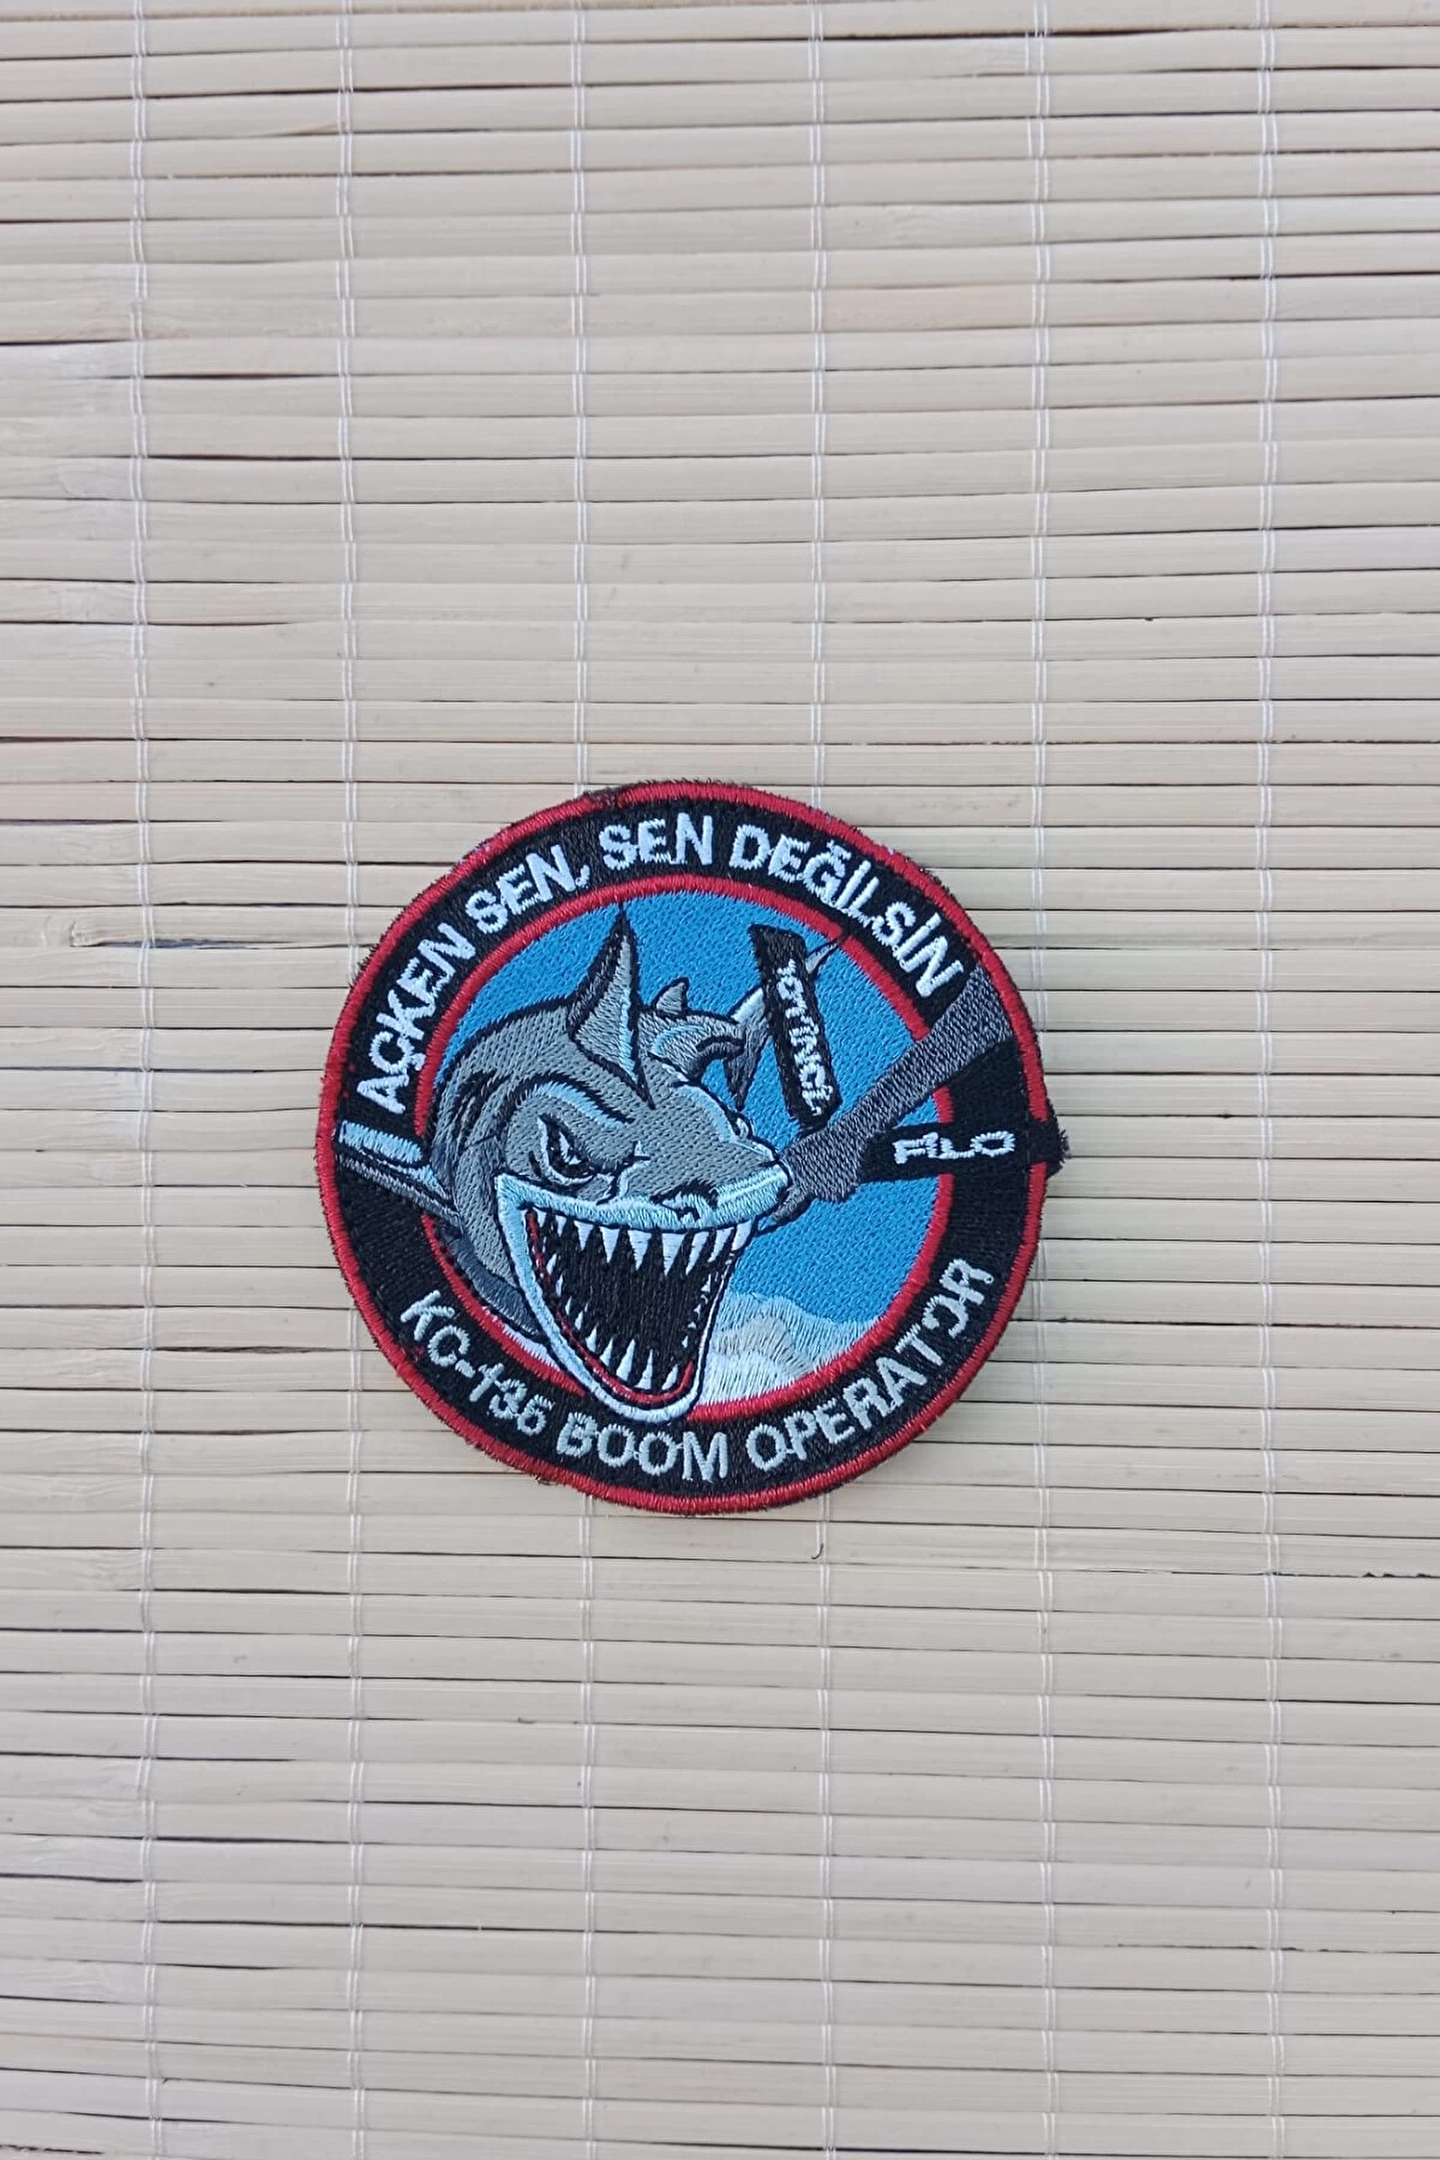 AÇKEN SEN, SEN DEĞİLSİN
FİLO
KC-135 BOOM OPERATOR